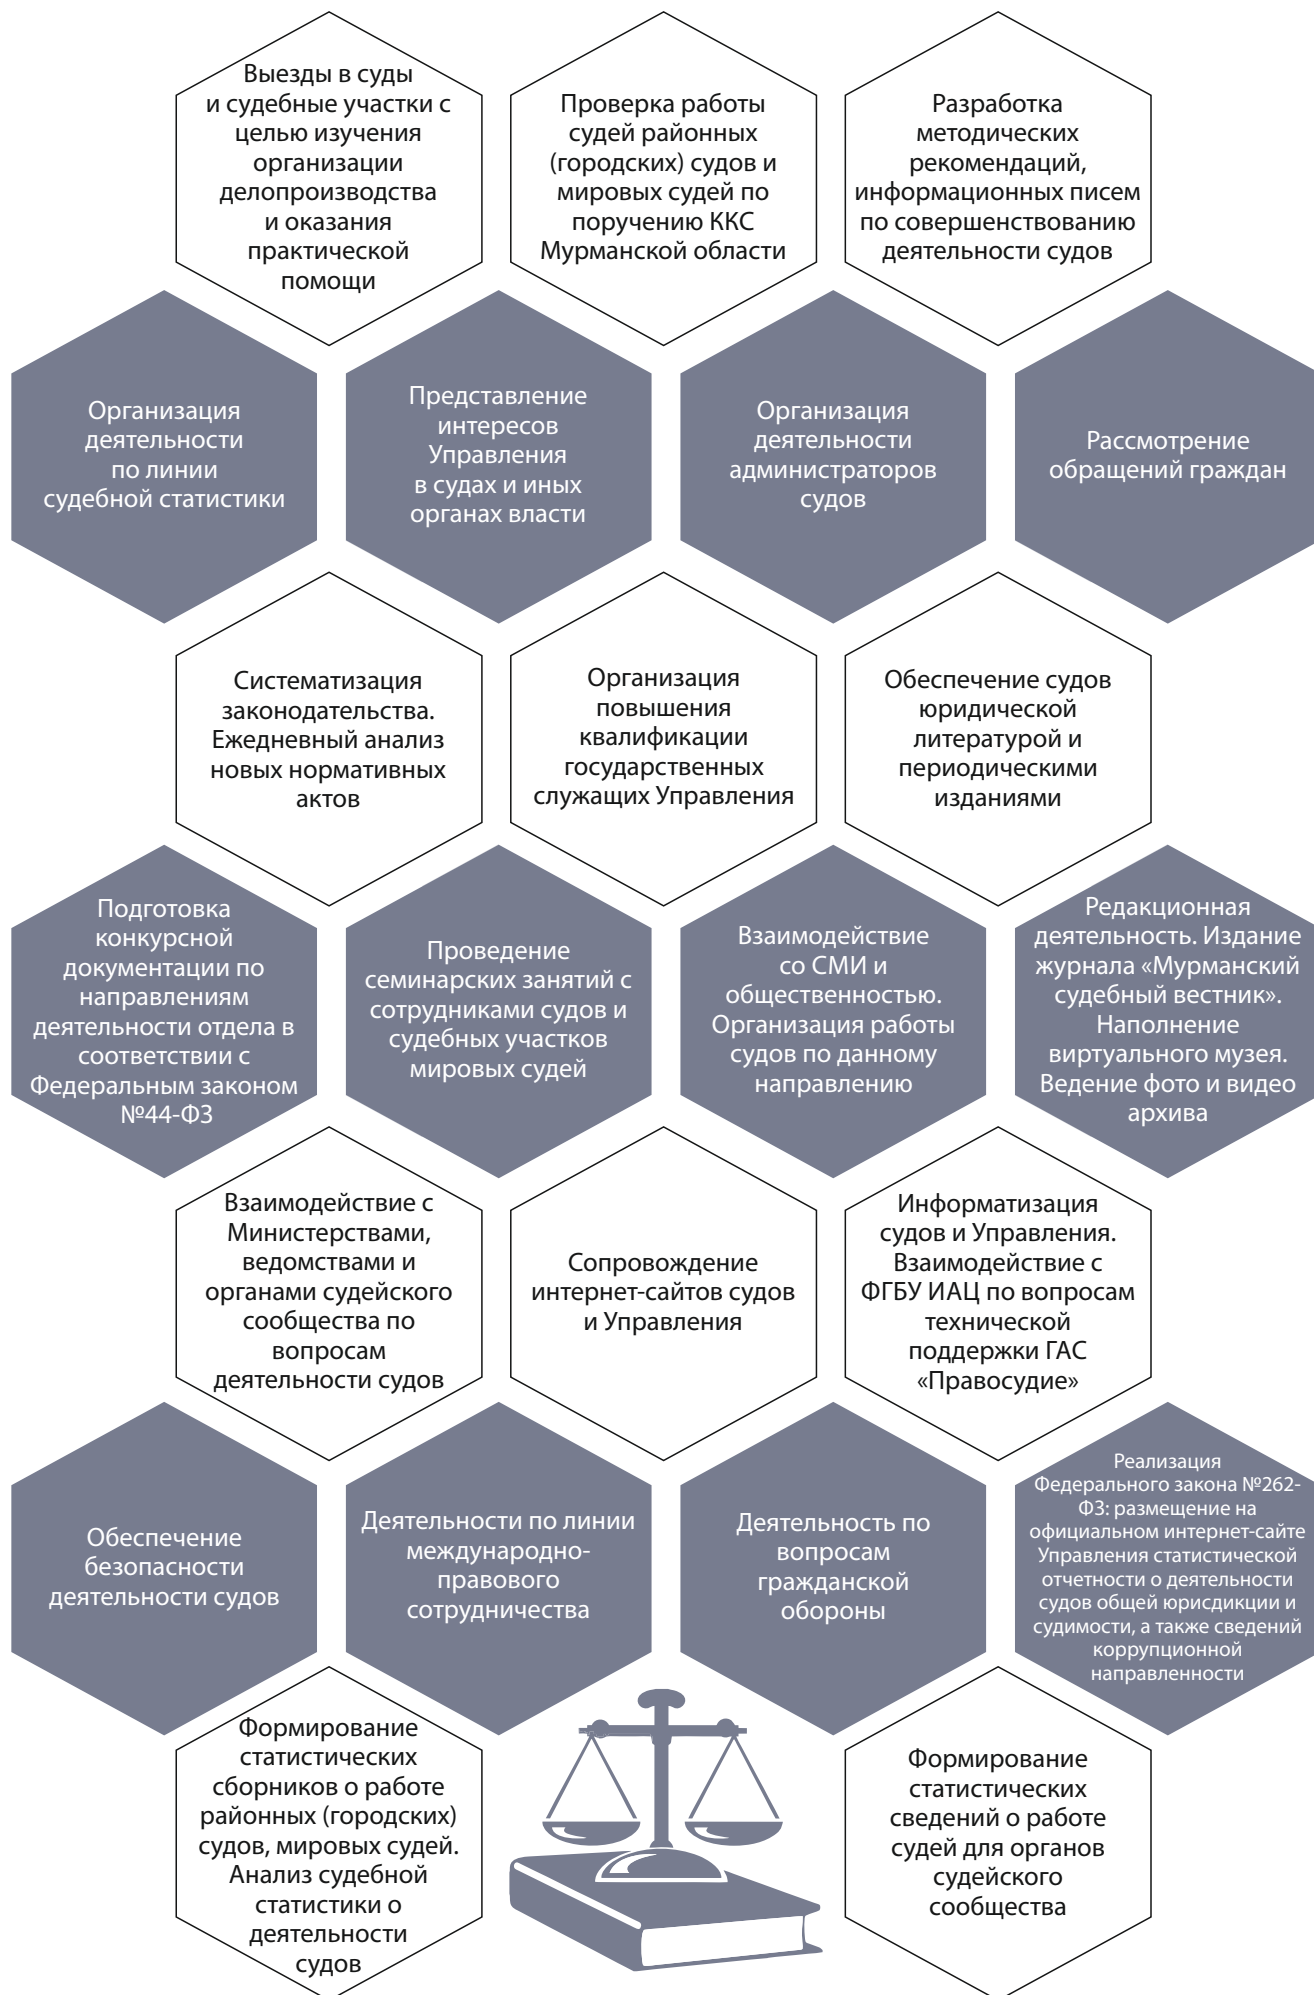 Выезды в суды
и судебные участки с
целью изучения
организации
делопроизводства
и оказания
практической
помощи
Проверка работы
судей районных
(городских) судов и
мировых судей по
поручению ККС
Мурманской области
Разработка
методических
рекомендаций,
информационных писем
по совершенствованию
деятельности судов
Организация
деятельности
по линии
судебной статистики
Представление
интересов
Управления
в судах и иных
органах власти
Организация
деятельности
администраторов
судов
Рассмотрение
обращений граждан
Систематизация
законодательства.
Ежедневный анализ
новых нормативных
актов
Организация
повышения
квалификации
государственных
служащих Управления
Обеспечение судов
юридической
литературой и
периодическими
изданиями
Подготовка
конкурсной
документации по
направлениям
деятельности отдела в
соответствии с
Федеральным законом
№44-ФЗ
Проведение
семинарских занятий с
сотрудниками судов и
судебных участков
мировых судей
Взаимодействие
со СМИ и
общественностью.
Организация работы
судов по данному
направлению
Редакционная
деятельность. Издание
журнала «Мурманский
судебный вестник».
Наполнение
виртуального музея.
Ведение фото и видео
архива
Взаимодействие с
Министерствами,
ведомствами и
органами судейского
сообщества по
вопросам
деятельности судов
Сопровождение
интернет-сайтов судов
и Управления
Информатизация
судов и Управления.
Взаимодействие с
ФГБУ ИАЦ по вопросам
технической
поддержки ГАС
«Правосудие»
Обеспечение
безопасности
деятельности судов
Деятельности по линии
международно-
правового
сотрудничества
Деятельность по
вопросам
гражданской
обороны
Реализация
Федерального закона №262-
ФЗ: размещение на
официальном интернет-сайте
Управления статистической
отчетности о деятельности
судов общей юрисдикции и
судимости, а также сведений
коррупционной
направленности
Формирование
статистических
сборников о работе
районных (городских)
судов, мировых судей.
Анализ судебной
статистики о
деятельности
судов
Формирование
статистических
сведений о работе
судей для органов
судейского
сообщества